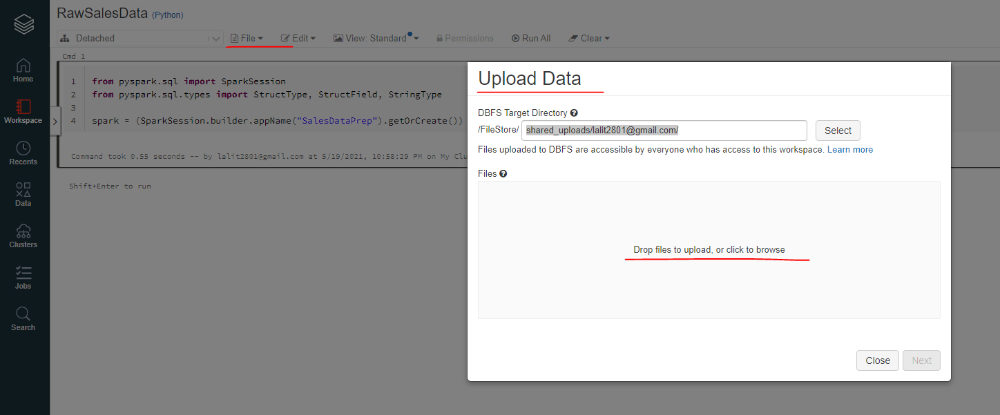 RawSalesData (Python)
Detached File Edit View: Standard Permissions Run All Clear
Home
Workspace
Recents
Data
Clusters
Jobs
Search
Cmd 1
1 from pyspark.sql import SparkSession
2 from pyspark.sql.types import StructType, StructField, StringType
3
4 spark = (SparkSession.builder.appName("SalesDataPrep").getOrCreate())
Command took 0.55 seconds -- by lalit2801@gmail.com at 5/19/2021, 10:58:29 PM on My Clu
Shift+Enter to run
Upload Data
DBFS Target Directory
/FileStore/ shared_uploads/lalit2801@gmail.com/ Select
Files uploaded to DBFS are accessible by everyone who has access to this workspace. Learn more
Files
Drop files to upload, or click to browse
Close Next